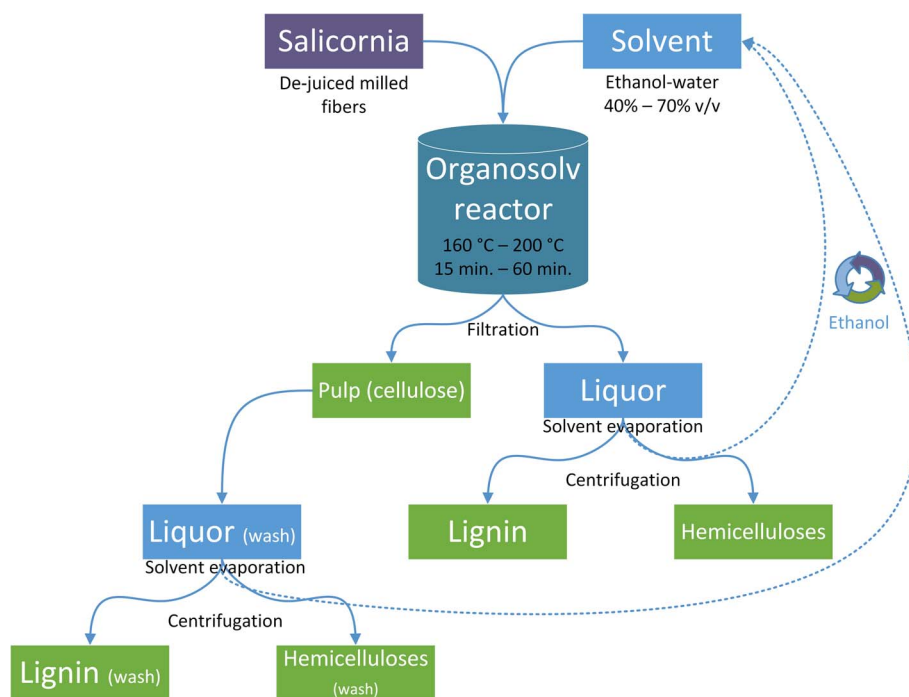 Salicornia
Solvent
De-juiced milled
fibers
Ethanol-water
40% – 70% v/v
Organosolv
reactor
160 °C – 200 °C
15 min. – 60 min.
Ethanol
Filtration
Pulp (cellulose)
Liquor
Solvent evaporation
Centrifugation
Lignin
Hemicelluloses
Liquor (wash)
Solvent evaporation
Centrifugation
Lignin (wash)
Hemicelluloses
(wash)